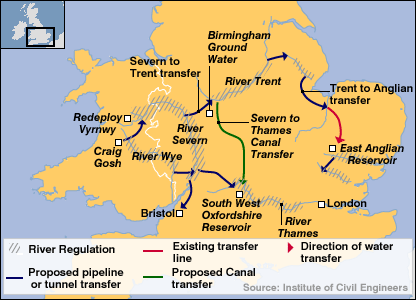 Birmingham
Ground
Water
Severn to
Trent transfer
River Trent
Trent to Anglian
transfer
Redeploy
Vyrnwy
River
Severn
Severn to
Thames
Canal
Transfer
Craig
Gosh
River Wye
East Anglian
Reservoir
Bristol
South West
Oxfordshire
Reservoir
London
River
Thames
River Regulation
Existing transfer
line
Direction of water
transfer
Proposed pipeline
or tunnel transfer
Proposed Canal
transfer
Source: Institute of Civil Engineers